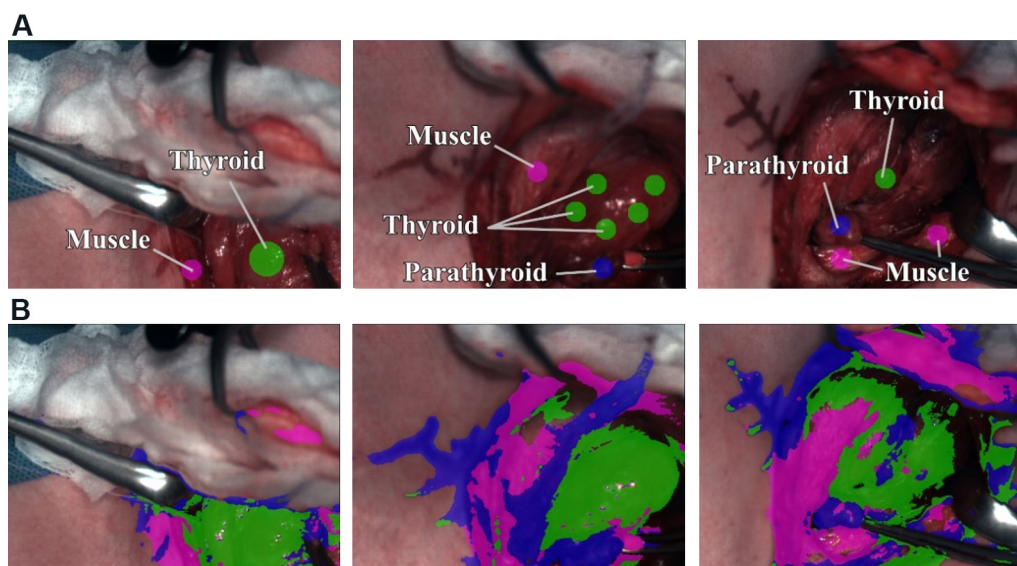 A
Thyroid
Muscle
Muscle
Thyroid
Parathyroid
Thyroid
Parathyroid
Muscle
B